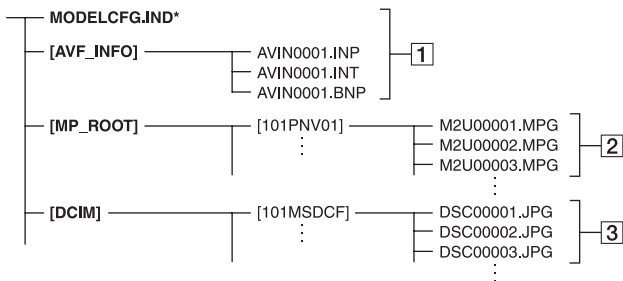 MODELCFG.IND*
[AVF_INFO] AVIN0001.INP
AVIN0001.INT
AVIN0001.BNP
1
[MP_ROOT] [101PNV01] M2U00001.MPG
M2U00002.MPG
M2U00003.MPG
2
[DCIM] [101MSDCF] DSC00001.JPG
DSC00002.JPG
DSC00003.JPG
3